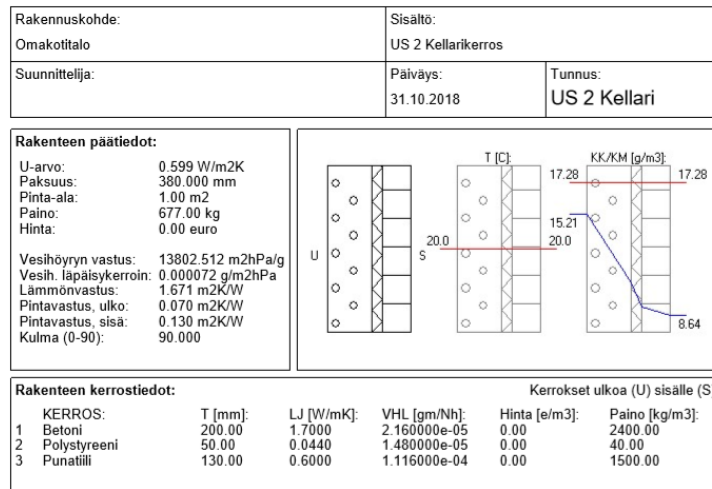 Rakennuskohde:
Omakotitalo
Sisältö:
US 2 Kellarikerros
Suunnittelija:
Päiväys:
31.10.2018
Tunnus:
US 2 Kellari
Rakenteen päätiedot:
U-arvo: 0.599 W/m2K
Paksuus: 380.000 mm
Pinta-ala: 1.00 m2
Paino: 677.00 kg
Hinta: 0.00 euro
Vesihöyryn vastus: 13802.512 m2hPa/g
Vesih. läpäisykerroin: 0.000072 g/m2hPa
Lämmönvastus: 1.671 m2K/W
Pintavastus, ulko: 0.070 m2K/W
Pintavastus, sisä: 0.130 m2K/W
Kulma (0-90): 90.000
T [C]: KK/KM [g/m3]:
17.28 17.28
15.21
20.0 20.0
U S
8.64
Rakenteen kerrostiedot: Kerrokset ulkoa (U) sisälle (S
KERROS: T [mm]: LJ [W/mK]: VHL [gm/Nh]: Hinta [e/m3]: Paino [kg/m3]:
1 Betoni 200.00 1.7000 2.160000e-05 0.00 2400.00
2 Polystyreeni 50.00 0.0440 1.480000e-05 0.00 40.00
3 Punatiili 130.00 0.6000 1.116000e-04 0.00 1500.00